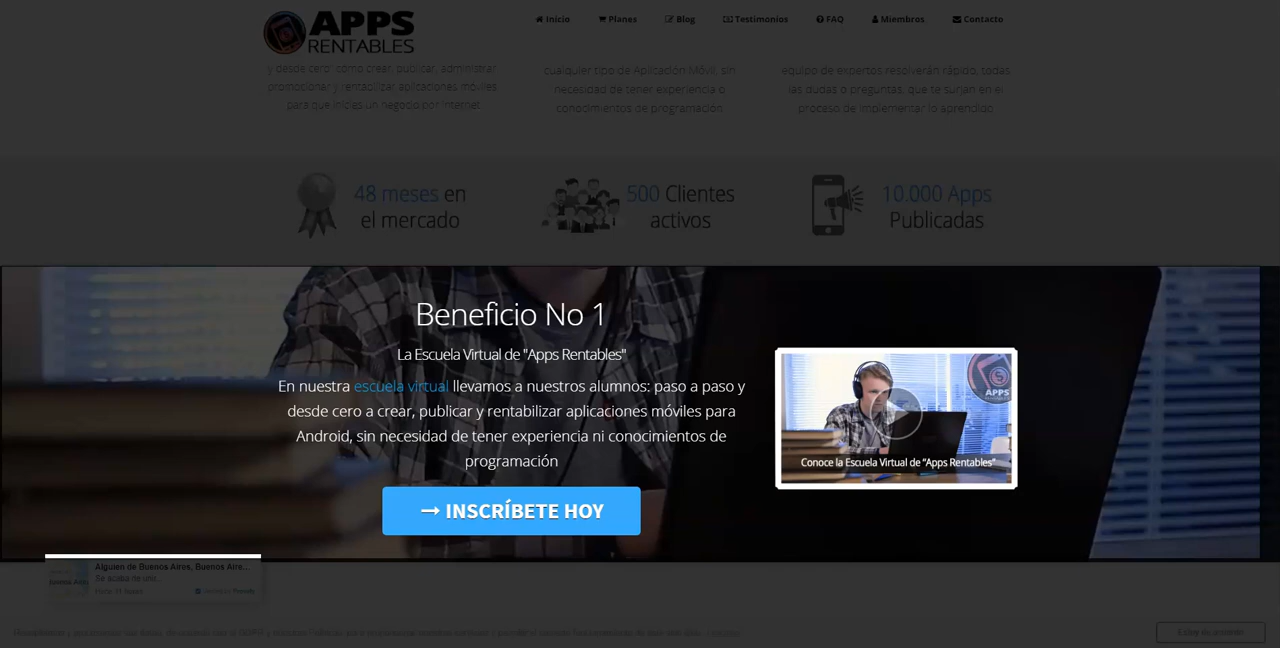 APPS
RENTABLES
Inicio
Planes
Blog
Testimonios
FAQ
Miembros
Contacto
y desde cero: cómo crear, publicar, administrar
promocionar y rentabilizar aplicaciones móviles
para que inicies un negocio por Internet
cualquier tipo de Aplicación Móvil, sin
necesidad de tener experiencia o
conocimientos de programación
equipo de expertos resolverán rápido, todas
las dudas o preguntas, que te surjan en el
proceso de implementar lo aprendido
48 meses en
el mercado
500 Clientes
activos
10.000 Apps
Publicadas
Beneficio No 1
La Escuela Virtual de "Apps Rentables"
En nuestra escuela virtual llevamos a nuestros alumnos: paso a paso y
desde cero a crear, publicar y rentabilizar aplicaciones móviles para
Android, sin necesidad de tener experiencia ni conocimientos de
programación
→ INSCRÍBETE HOY
APPS
Conoce la Escuela Virtual de "Apps Rentables"
Alguien de Buenos Aires, Buenos Aire...
Se acaba de unir...